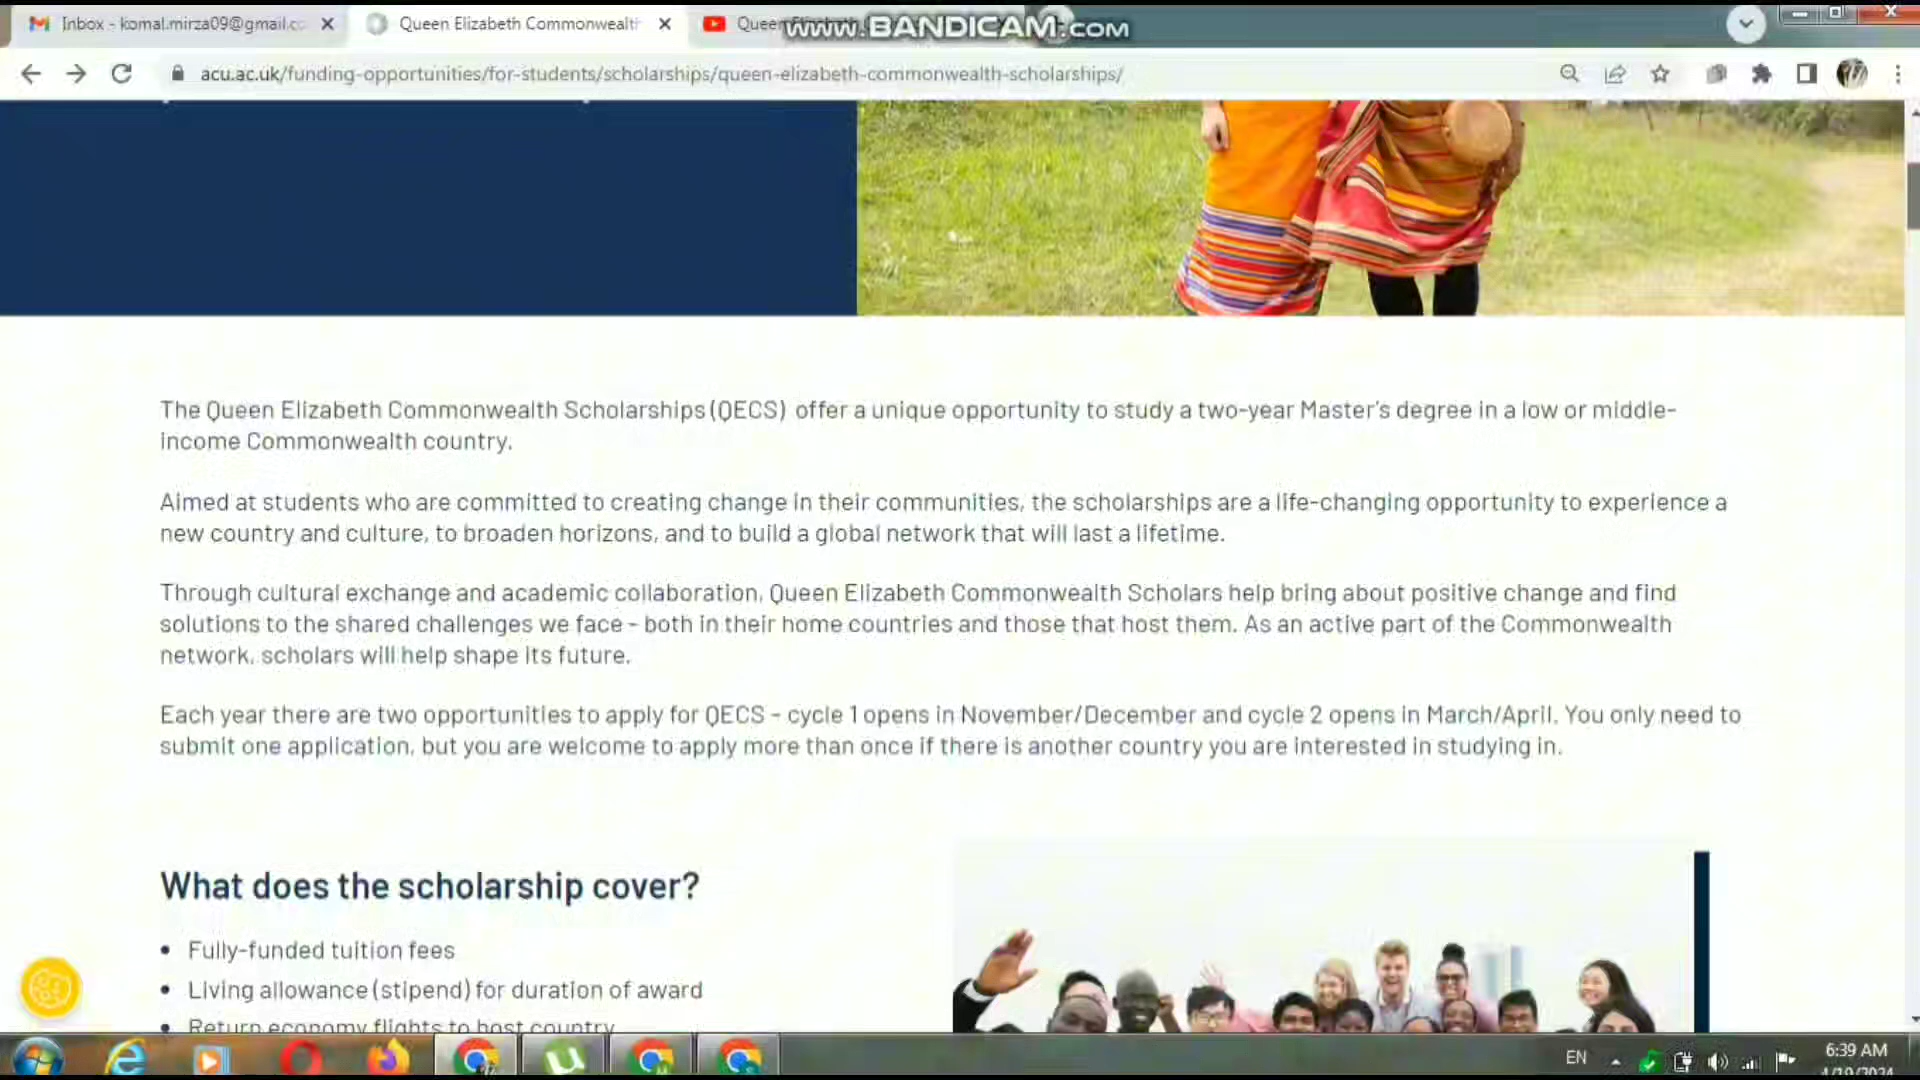 Inbox - komal.mirza09@gmail.c
Queen Elizabeth Commonwealth
WWW.BANDICAM.COM
acu.ac.uk/funding-opportunities/for-students/scholarships/queen-elizabeth-commonwealth-scholarships/
The Queen Elizabeth Commonwealth Scholarships (QECS) offer a unique opportunity to study a two-year Master's degree in a low or middle-
income Commonwealth country.
Aimed at students who are committed to creating change in their communities, the scholarships are a life-changing opportunity to experience a
new country and culture, to broaden horizons, and to build a global network that will last a lifetime.
Through cultural exchange and academic collaboration, Queen Elizabeth Commonwealth Scholars help bring about positive change and find
solutions to the shared challenges we face - both in their home countries and those that host them. As an active part of the Commonwealth
network, scholars will help shape its future.
Each year there are two opportunities to apply for QECS - cycle 1 opens in November/December and cycle 2 opens in March/April. You only need to
submit one application, but you are welcome to apply more than once if there is another country you are interested in studying in.
What does the scholarship cover?
• Fully-funded tuition fees
• Living allowance (stipend) for duration of award
• Return economy flights to host country
EN
6:39 AM
4/19/2024